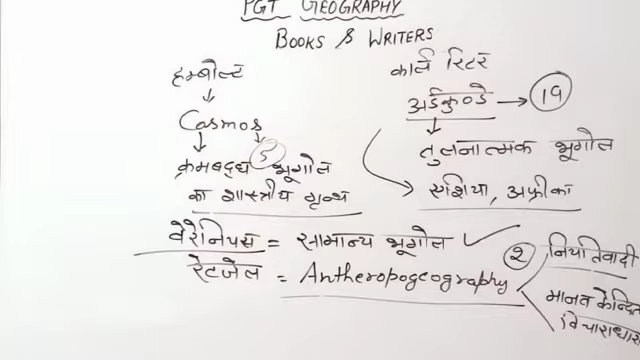 PGT GEOGRAPHY
BOOKS & WRITERS
हम्बोल्ट
Cosmos
5
क्रमबद्ध भूगोल
का शास्त्रीय ग्रन्थ
कार्ल रिटर
अर्डकुण्डे → 19
तुलनात्मक भूगोल
एशिया, अफ्रीका
वेरेनियस = सामान्य भूगोल ✓
रेटजेल = Antheropogeography
2
नियतिवादी
मानव केन्द्रित
विचारधारा